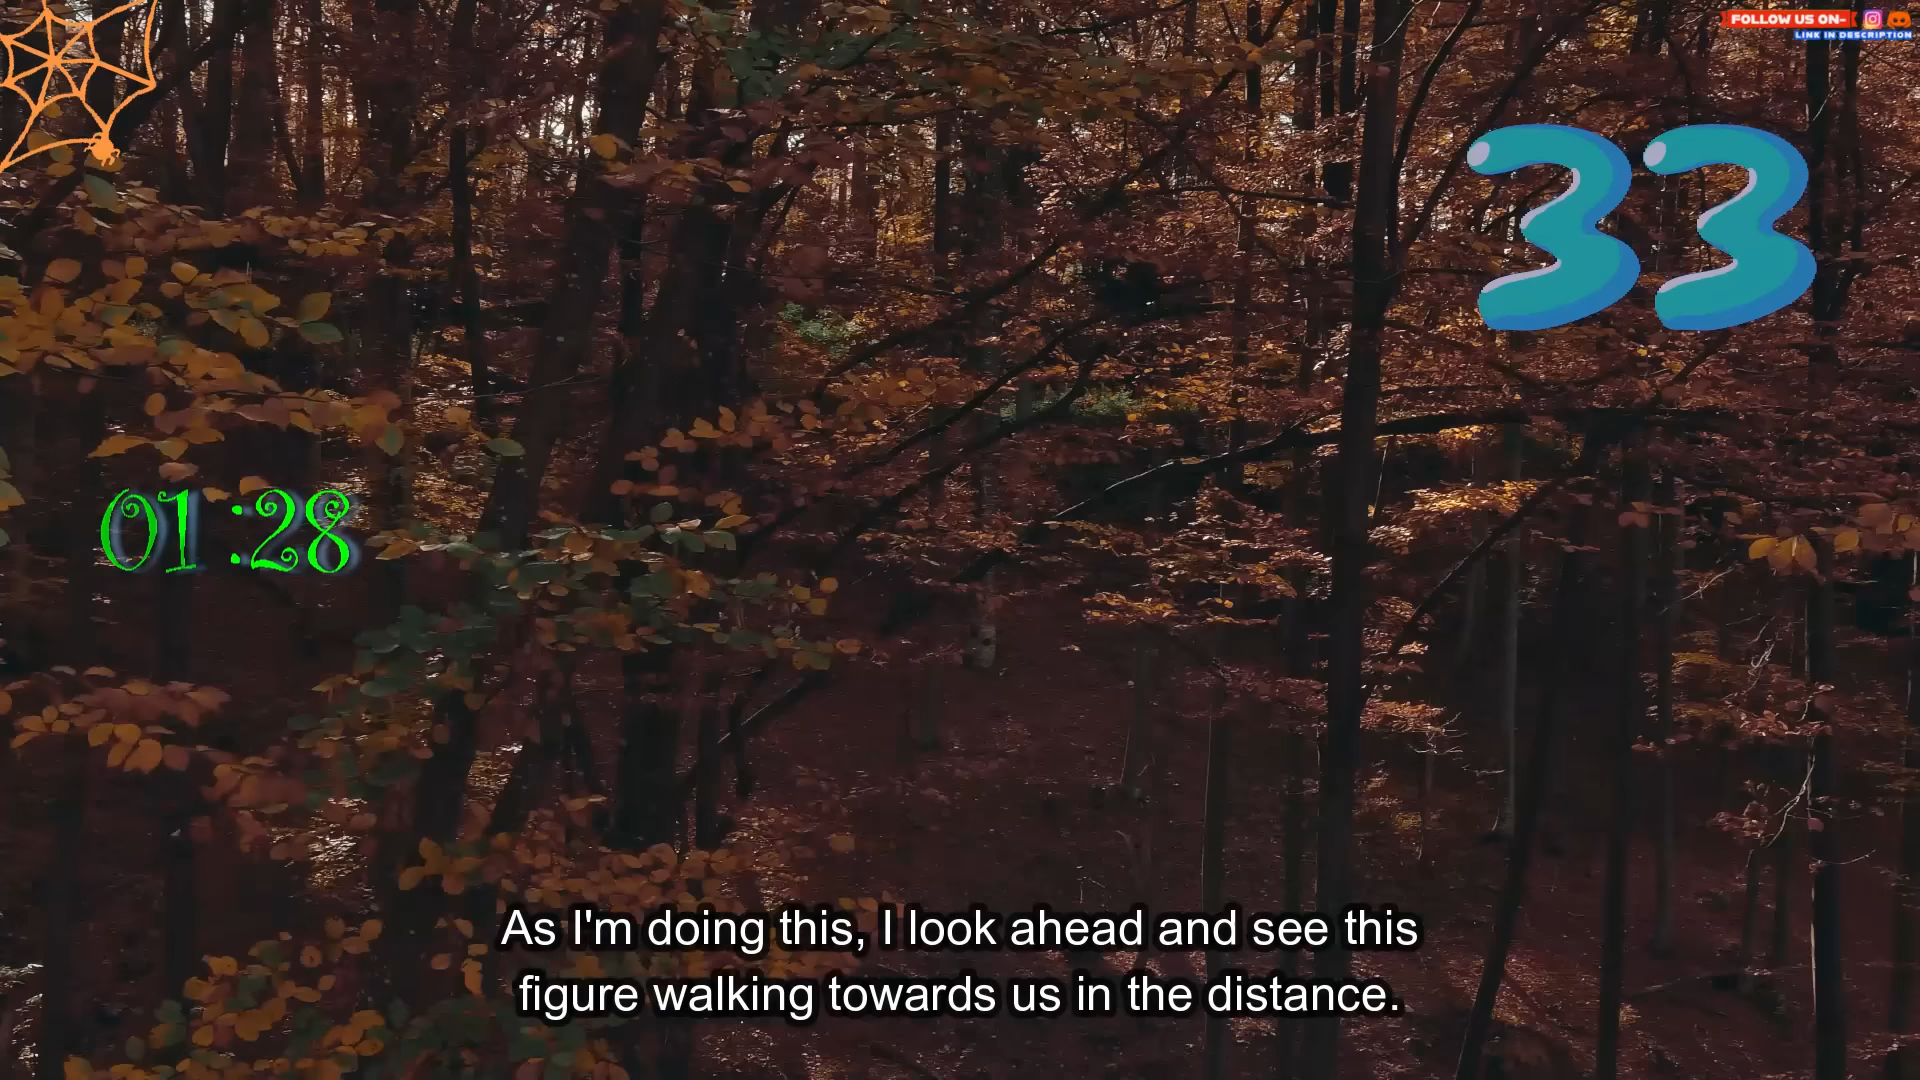 FOLLOW US ON-
LINK IN DESCRIPTION
33
01:28
As I'm doing this, I look ahead and see this
figure walking towards us in the distance.